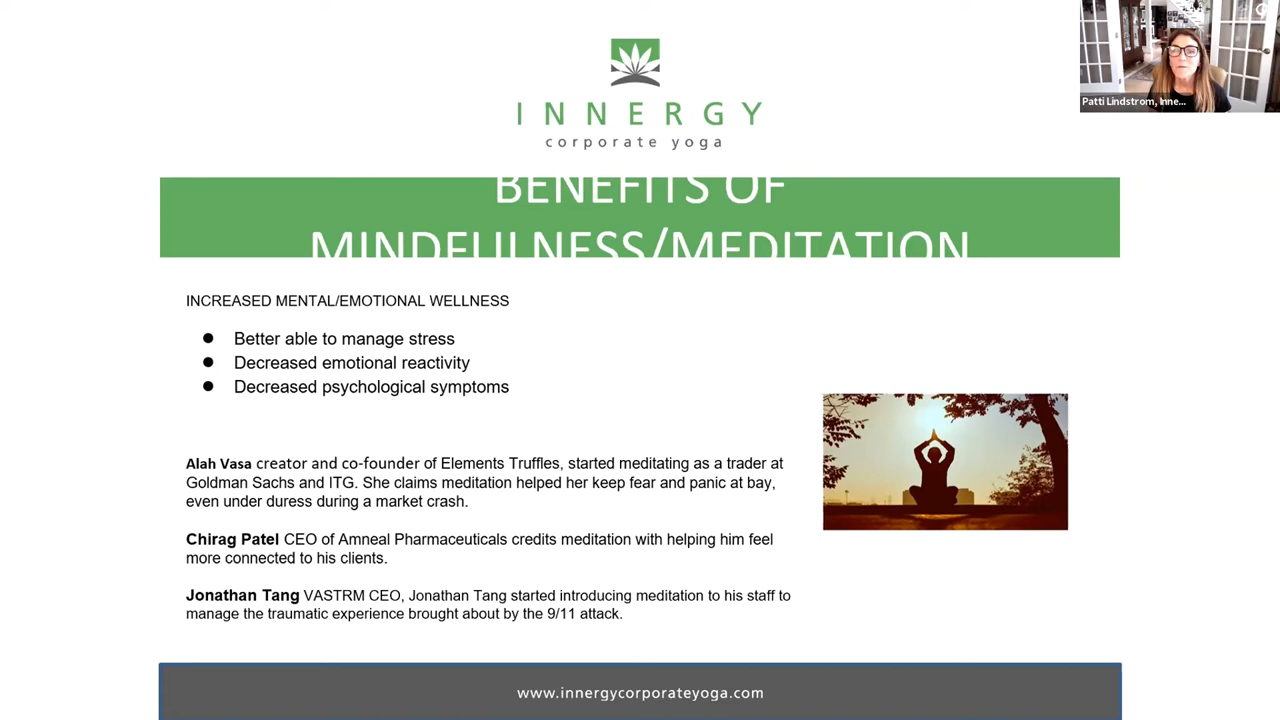 INNERGY
corporate yoga
Patti Lindstrom, Inne...
BENEFITS OF
MINDFULNESS/MEDITATION
INCREASED MENTAL/EMOTIONAL WELLNESS
● Better able to manage stress
● Decreased emotional reactivity
● Decreased psychological symptoms
Alah Vasa creator and co-founder of Elements Truffles, started meditating as a trader at
Goldman Sachs and ITG. She claims meditation helped her keep fear and panic at bay,
even under duress during a market crash.
Chirag Patel CEO of Amneal Pharmaceuticals credits meditation with helping him feel
more connected to his clients.
Jonathan Tang VASTRM CEO, Jonathan Tang started introducing meditation to his staff to
manage the traumatic experience brought about by the 9/11 attack.
www.innergycorporateyoga.com